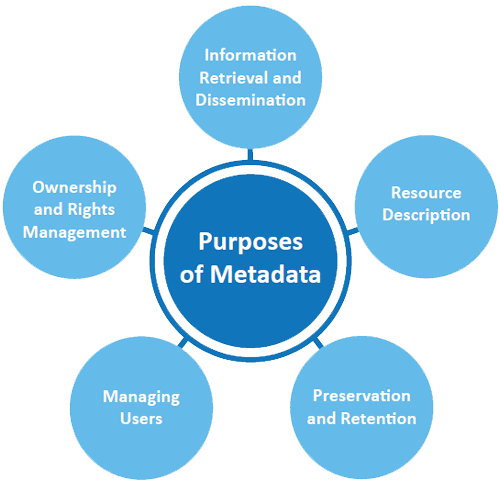 Information
Retrieval and
Dissemination
Ownership
and Rights
Management
Resource
Description
Purposes
of Metadata
Managing
Users
Preservation
and Retention